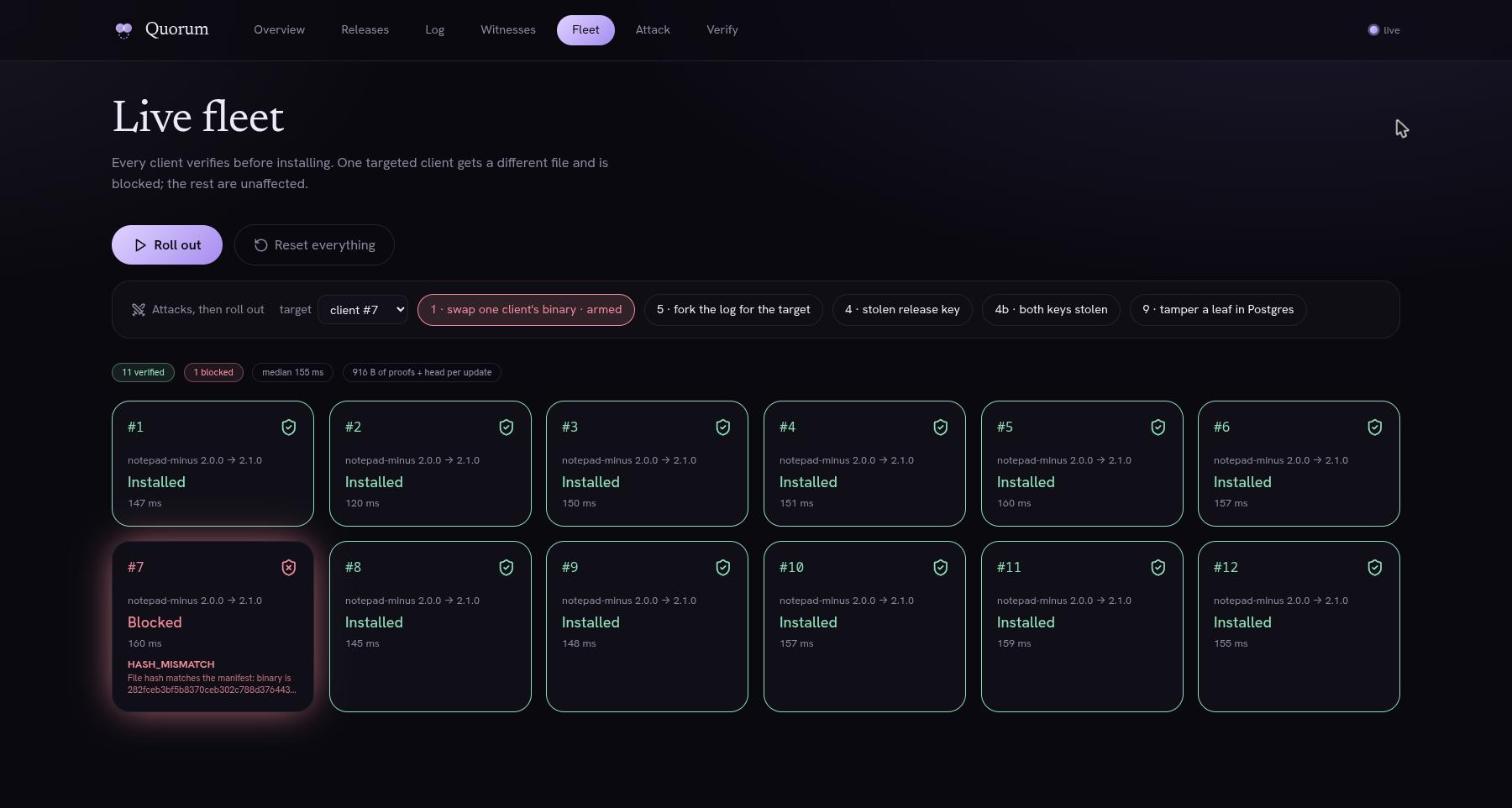 Quorum
Overview
Releases
Log
Witnesses
Fleet
Attack
Verify
live
Live fleet
Every client verifies before installing. One targeted client gets a different file and is
blocked; the rest are unaffected.
Roll out
Reset everything
Attacks, then roll out
target
client #7
1 · swap one client's binary · armed
5 · fork the log for the target
4 · stolen release key
4b · both keys stolen
9 · tamper a leaf in Postgres
11 verified
1 blocked
median 155 ms
916 B of proofs + head per update
#1
notepad-minus 2.0.0 → 2.1.0
Installed
147 ms
#2
notepad-minus 2.0.0 → 2.1.0
Installed
120 ms
#3
notepad-minus 2.0.0 → 2.1.0
Installed
150 ms
#4
notepad-minus 2.0.0 → 2.1.0
Installed
151 ms
#5
notepad-minus 2.0.0 → 2.1.0
Installed
160 ms
#6
notepad-minus 2.0.0 → 2.1.0
Installed
157 ms
#7
notepad-minus 2.0.0 → 2.1.0
Blocked
160 ms
HASH_MISMATCH
File hash matches the manifest: binary is
282fceb3bf5b8370ceb302c788d376443…
#8
notepad-minus 2.0.0 → 2.1.0
Installed
145 ms
#9
notepad-minus 2.0.0 → 2.1.0
Installed
148 ms
#10
notepad-minus 2.0.0 → 2.1.0
Installed
157 ms
#11
notepad-minus 2.0.0 → 2.1.0
Installed
159 ms
#12
notepad-minus 2.0.0 → 2.1.0
Installed
155 ms